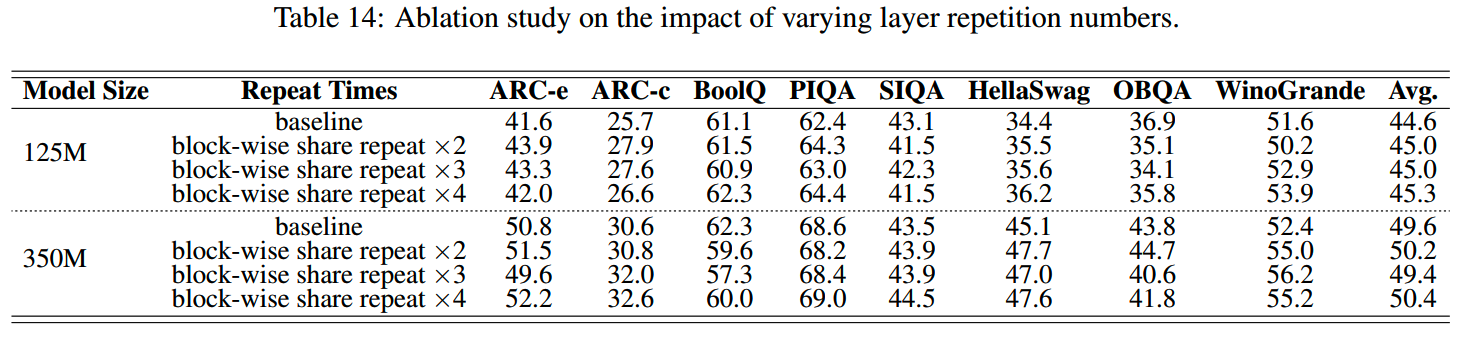 Table 14: Ablation study on the impact of varying layer repetition numbers.
Model Size Repeat Times ARC-e ARC-c BoolQ PIQA SIQA HellaSwag OBQA WinoGrande Avg.
125M
baseline 41.6 25.7 61.1 62.4 43.1 34.4 36.9 51.6 44.6
block-wise share repeat ×2 43.9 27.9 61.5 64.3 41.5 35.5 35.1 50.2 45.0
block-wise share repeat ×3 43.3 27.6 60.9 63.0 42.3 35.6 34.1 52.9 45.0
block-wise share repeat ×4 42.0 26.6 62.3 64.4 41.5 36.2 35.8 53.9 45.3
350M
baseline 50.8 30.6 62.3 68.6 43.5 45.1 43.8 52.4 49.6
block-wise share repeat ×2 51.5 30.8 59.6 68.2 43.9 47.7 44.7 55.0 50.2
block-wise share repeat ×3 49.6 32.0 57.3 68.4 43.9 47.0 40.6 56.2 49.4
block-wise share repeat ×4 52.2 32.6 60.0 69.0 44.5 47.6 41.8 55.2 50.4